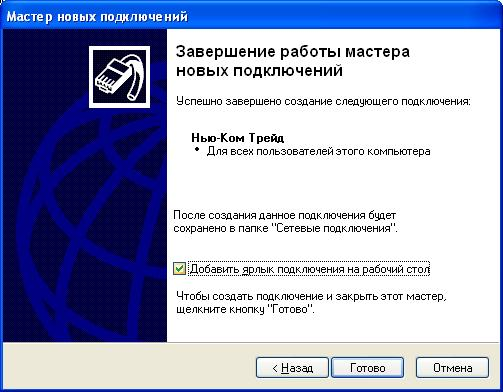 Мастер новых подключений
Завершение работы мастера
новых подключений
Успешно завершено создание следующего подключения:
Нью-Ком Трейд
• Для всех пользователей этого компьютера
После создания данное подключения будет
сохранено в папке "Сетевые подключения".
Добавить ярлык подключения на рабочий стол
Чтобы создать подключение и закрыть этот мастер,
щелкните кнопку "Готово".
< Назад Готово Отмена